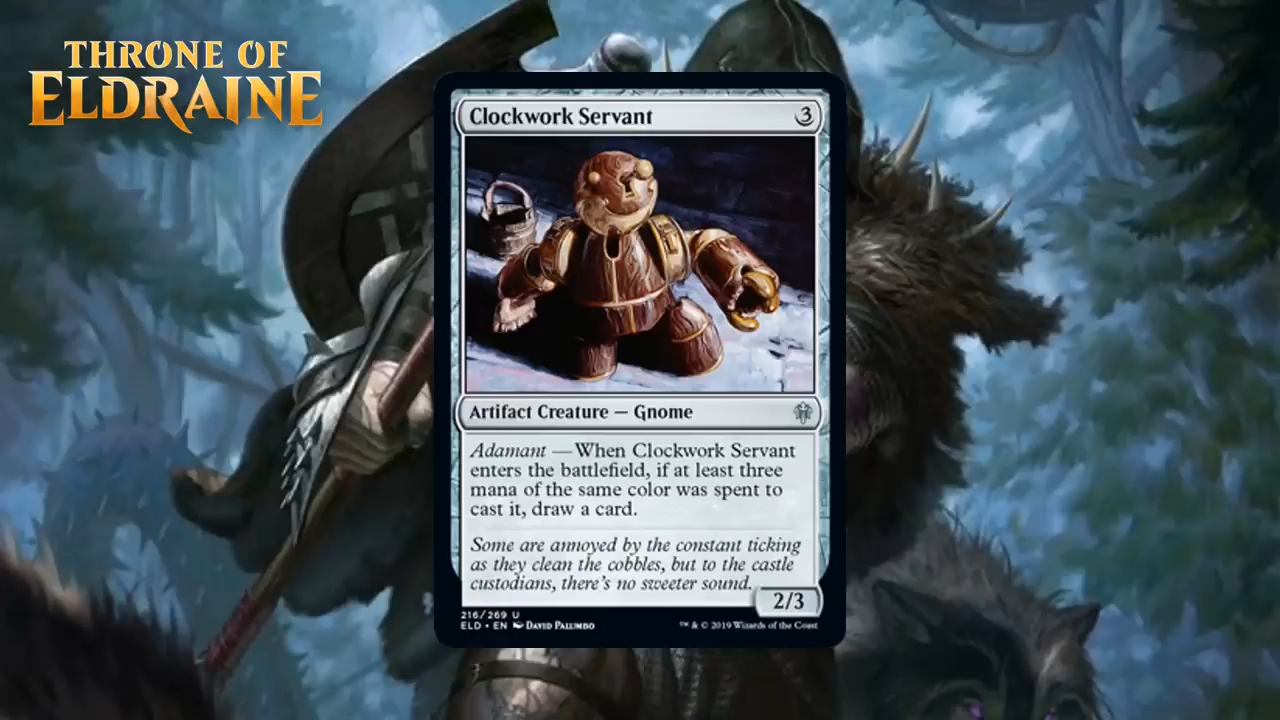 THRONE OF
ELDRAINE
Clockwork Servant 3
Artifact Creature — Gnome
Adamant — When Clockwork Servant
enters the battlefield, if at least three
mana of the same color was spent to
cast it, draw a card.
Some are annoyed by the constant ticking
as they clean the cobbles, but to the castle
custodians, there's no sweeter sound.
2/3
216/269 U
ELD • EN DAVID PALUMBO
™ & © 2019 Wizards of the Coast